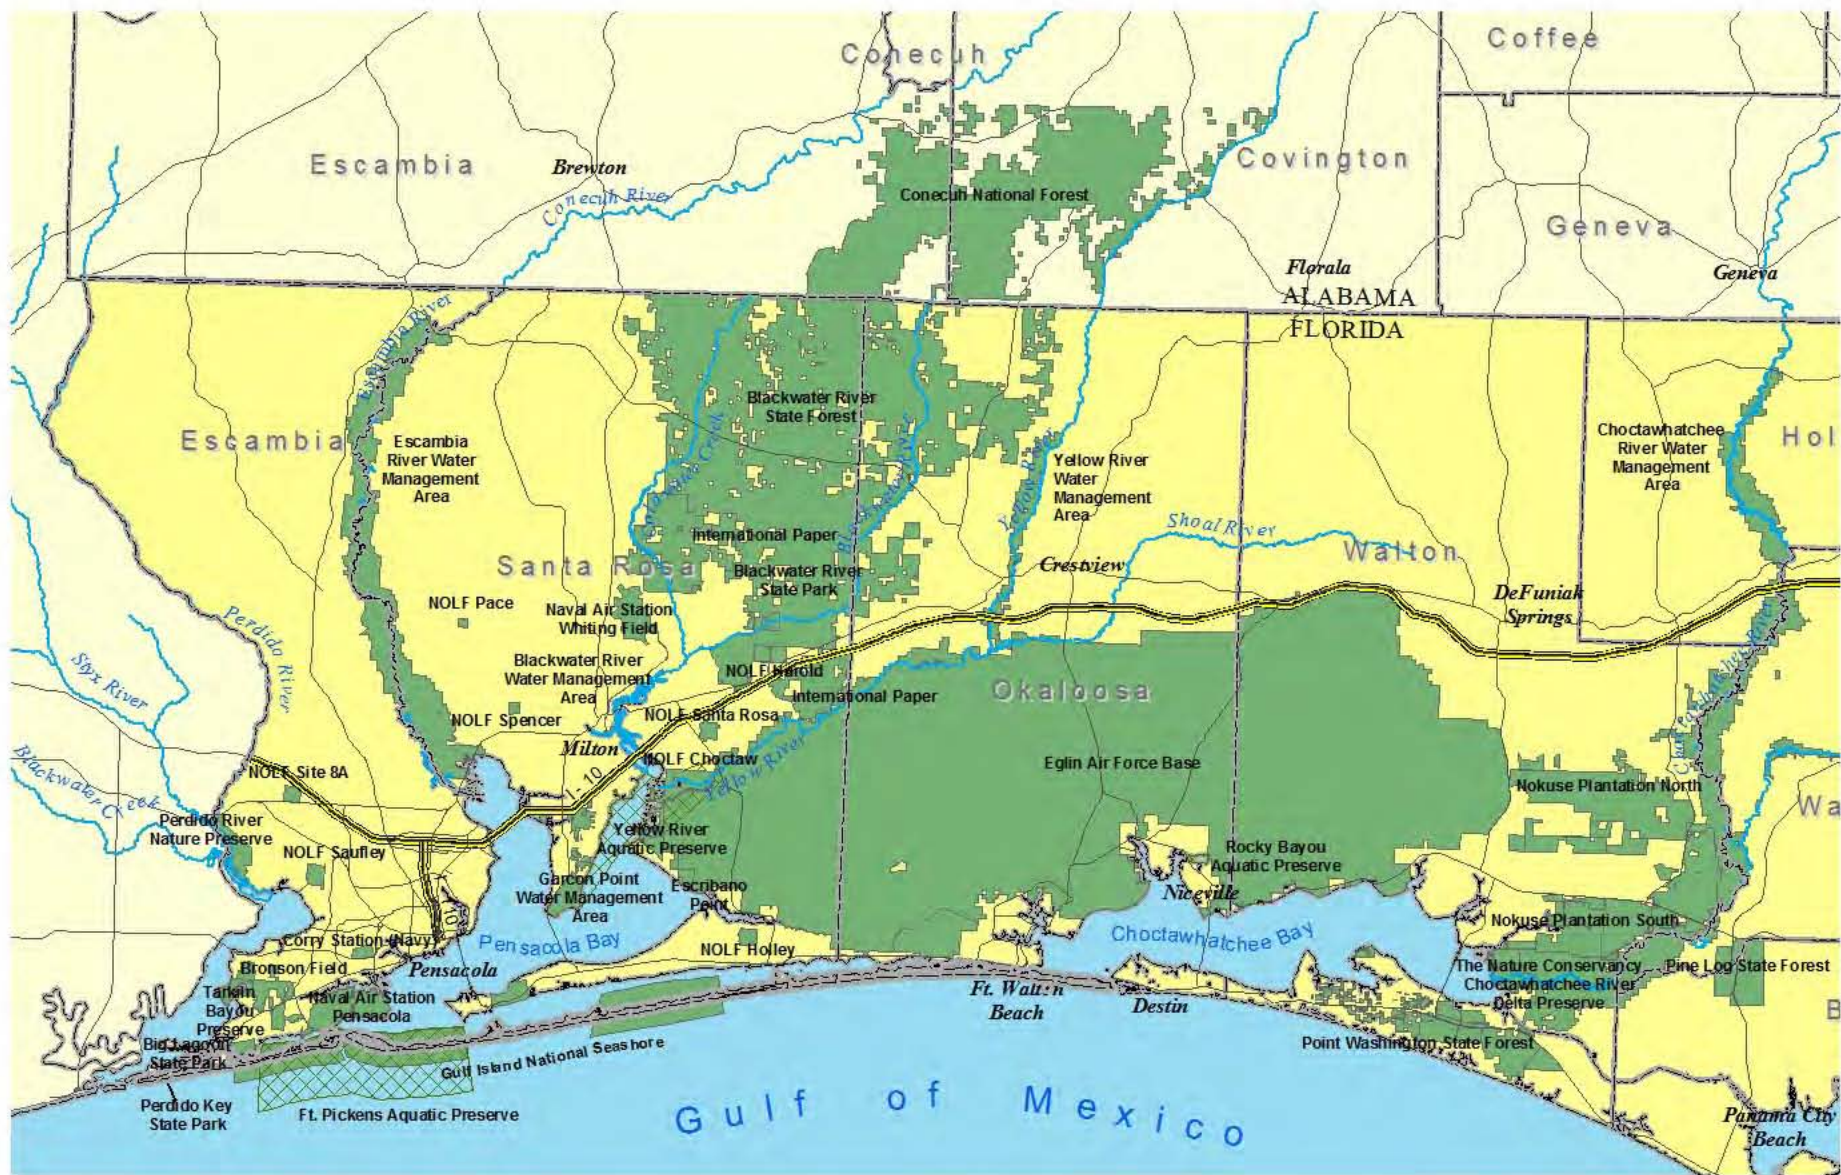 Conecuh
Coffee
Escambia
Brewton
Conecuh River
Conecuh National Forest
Covington
Geneva
Geneva
Florala
ALABAMA
FLORIDA
Escambia River
Escambia
Escambia
River Water
Management
Area
Blackwater River
State Forest
Yellow River
Yellow River
Water
Management
Area
Choctawhatchee
River Water
Management
Area
Hol
Shoal River
Walton
International Paper
Santa Rosa
Blackwater River
State Park
Crestview
DeFuniak
Springs
NOLF Pace
Naval Air Station
Whiting Field
Perdido River
Styx River
Blackwater River
Water Management
Area
NOLF Harold
International Paper
Okaloosa
NOLF Spencer
NOLF Santa Rosa
Milton
NOLF Choctaw
Yellow River
Eglin Air Force Base
NOLF Site 8A
I-10
Nokuse Plantation North
Wa
Blackwater Creek
Perdido River
Nature Preserve
NOLF Saufley
Yellow River
Aquatic Preserve
Rocky Bayou
Aquatic Preserve
Garcon Point
Water Management
Area
Escribano
Point
Niceville
Nokuse Plantation South
Corry Station (Navy)
Pensacola Bay
NOLF Holley
Choctawhatchee Bay
Bronson Field
Pensacola
The Nature Conservancy
Choctawhatchee River
Delta Preserve
Pine Log State Forest
Tarkiln
Bayou
Preserve
Naval Air Station
Pensacola
Ft. Walton
Beach
Destin
B
Big Lagoon
State Park
Gulf Island National Seashore
Point Washington State Forest
Perdido Key
State Park
Ft. Pickens Aquatic Preserve
Gulf of Mexico
Panama City
Beach